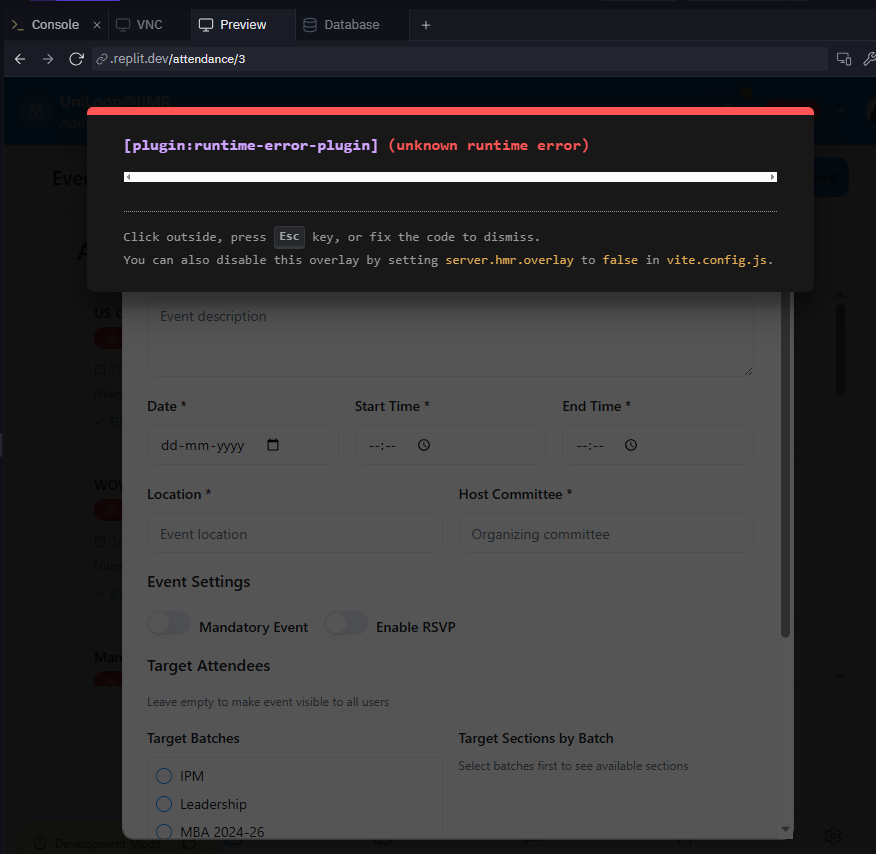 Console × VNC Preview Database +
.replit.dev/attendance/3
UniLoop@IIMR
[plugin:runtime-error-plugin] (unknown runtime error)
Click outside, press Esc key, or fix the code to dismiss.
You can also disable this overlay by setting server.hmr.overlay to false in vite.config.js.
Event description
Date * Start Time * End Time *
dd-mm-yyyy --:-- --:--
Location * Host Committee *
Event location Organizing committee
Event Settings
Mandatory Event Enable RSVP
Target Attendees
Leave empty to make event visible to all users
Target Batches Target Sections by Batch
Select batches first to see available sections
IPM
Leadership
MBA 2024-26
Development Mode